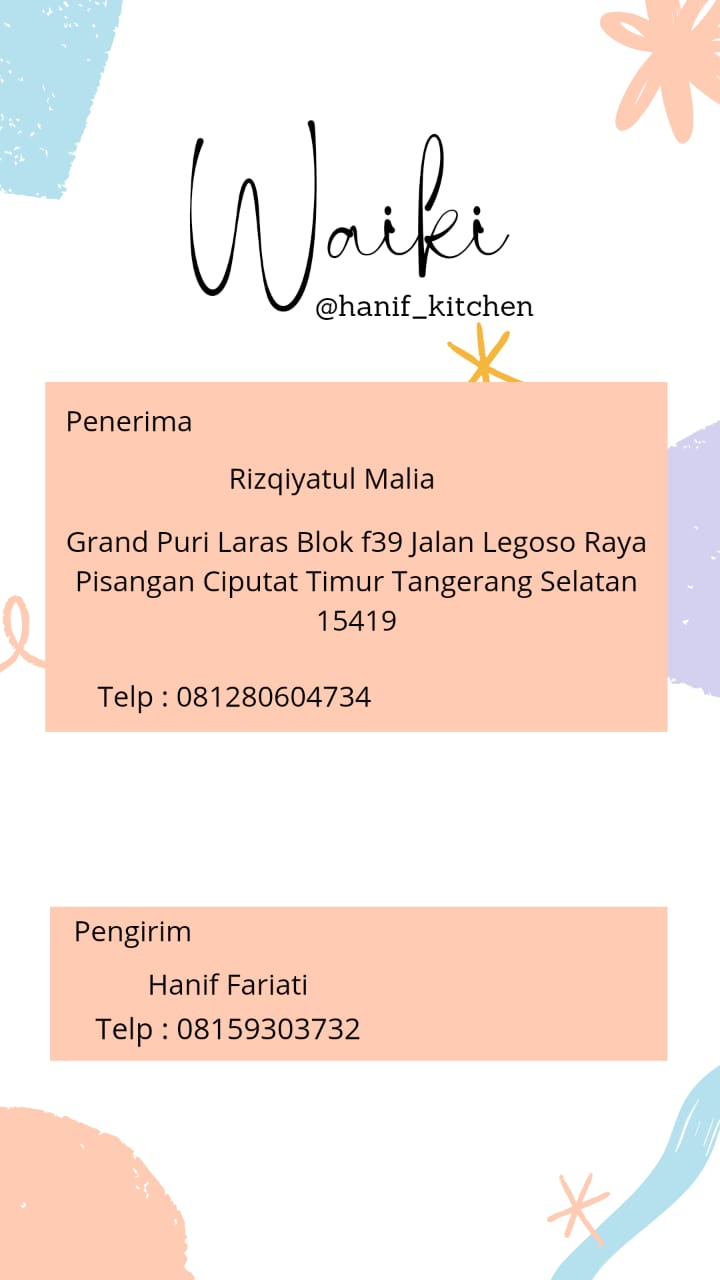 Waiki
@hanif_kitchen
Penerima
Rizqiyatul Malia
Grand Puri Laras Blok f39 Jalan Legoso Raya
Pisangan Ciputat Timur Tangerang Selatan
15419
Telp : 081280604734
Pengirim
Hanif Fariati
Telp : 08159303732